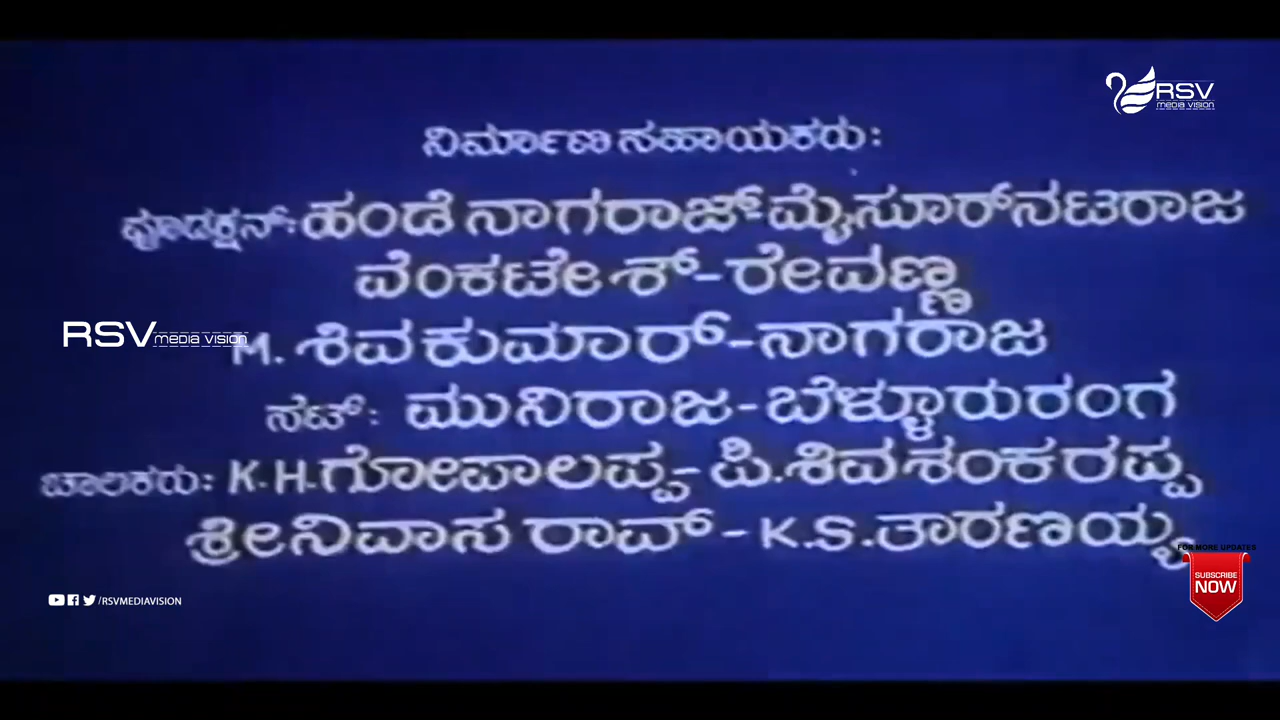 RSV
media vision
ನಿರ್ಮಾಣ ಸಹಾಯಕರು:
ಪ್ರೊಡಕ್ಷನ್: ಹಂಡೆ ನಾಗರಾಜ್-ಮೈಸೂರ್ ನಟರಾಜ
ವೆಂಕಟೇಶ್-ರೇವಣ್ಣ
RSV media vision
M. ಶಿವಕುಮಾರ್-ನಾಗರಾಜ
ಸೆಟ್: ಮುನಿರಾಜ-ಬೆಳ್ಳೂರುರಂಗ
ಚಾಲಕರು: K.H.ಗೋಪಾಲಪ್ಪ-ಪಿ.ಶಿವಶಂಕರಪ್ಪ
ಶ್ರೀನಿವಾಸ ರಾವ್-K.S.ತಾರಣಯ್ಯ
FOR MORE UPDATES
SUBSCRIBE
NOW
/RSVMEDIAVISION